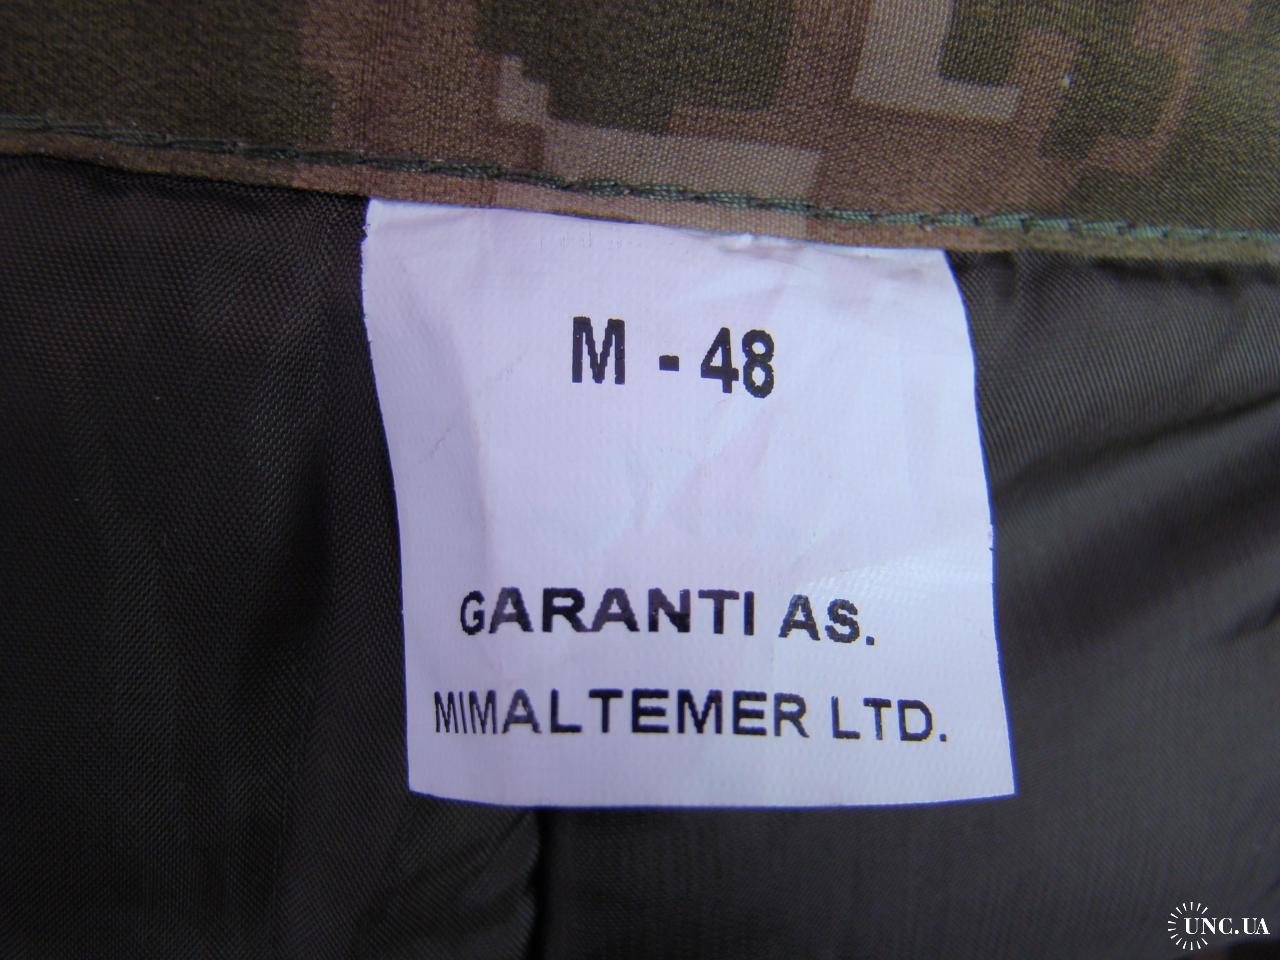 M - 48
GARANTI AS.
MIMALTEMER LTD.
UNC.UA